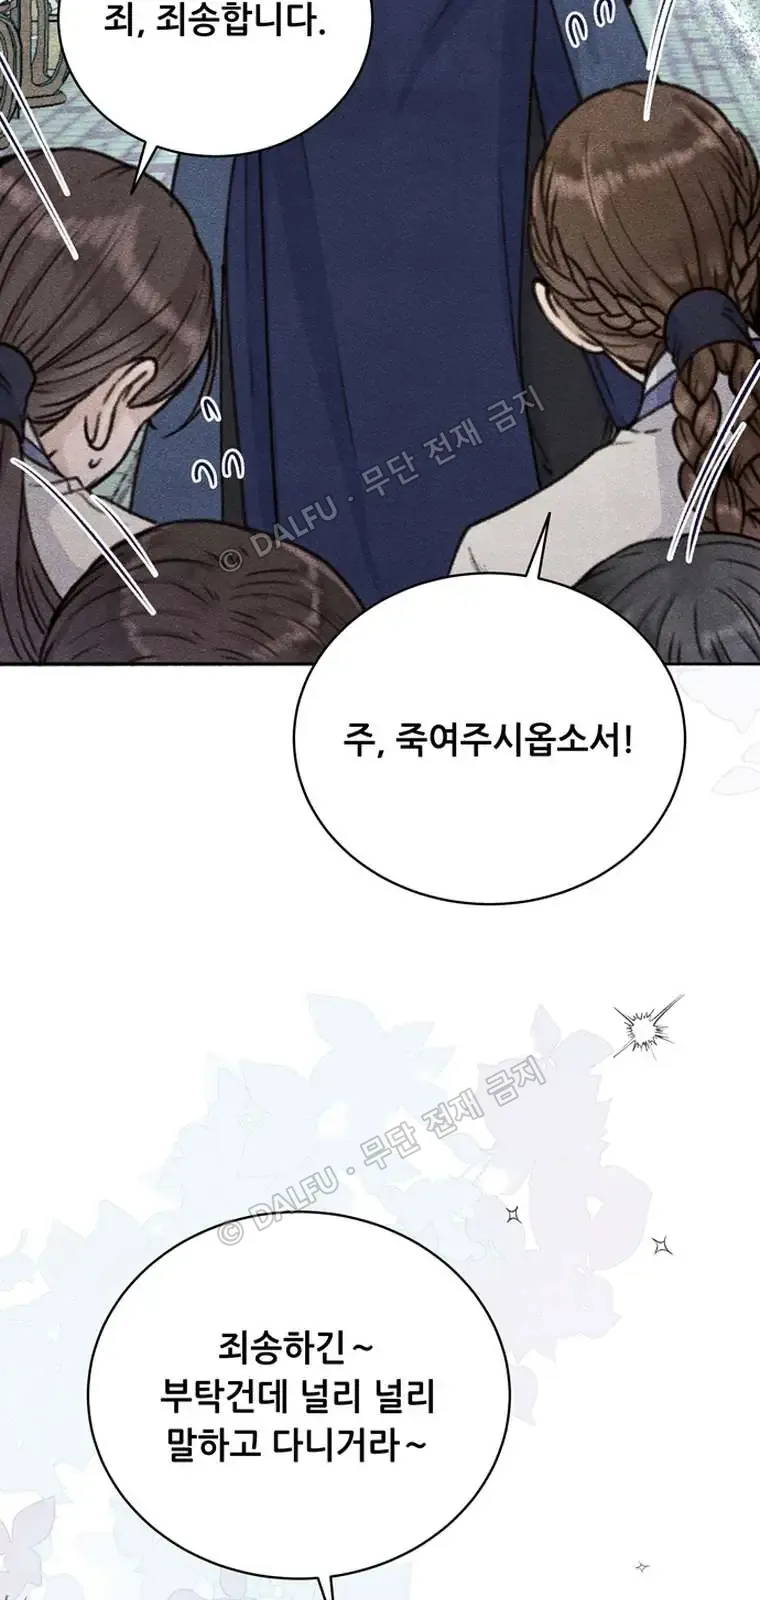 죄, 죄송합니다.
© DALFU · 무단 전재 금지
주, 죽여주시옵소서!
© DALFU · 무단 전재 금지
죄송하긴~
부탁건데 널리 널리
말하고 다니거라~